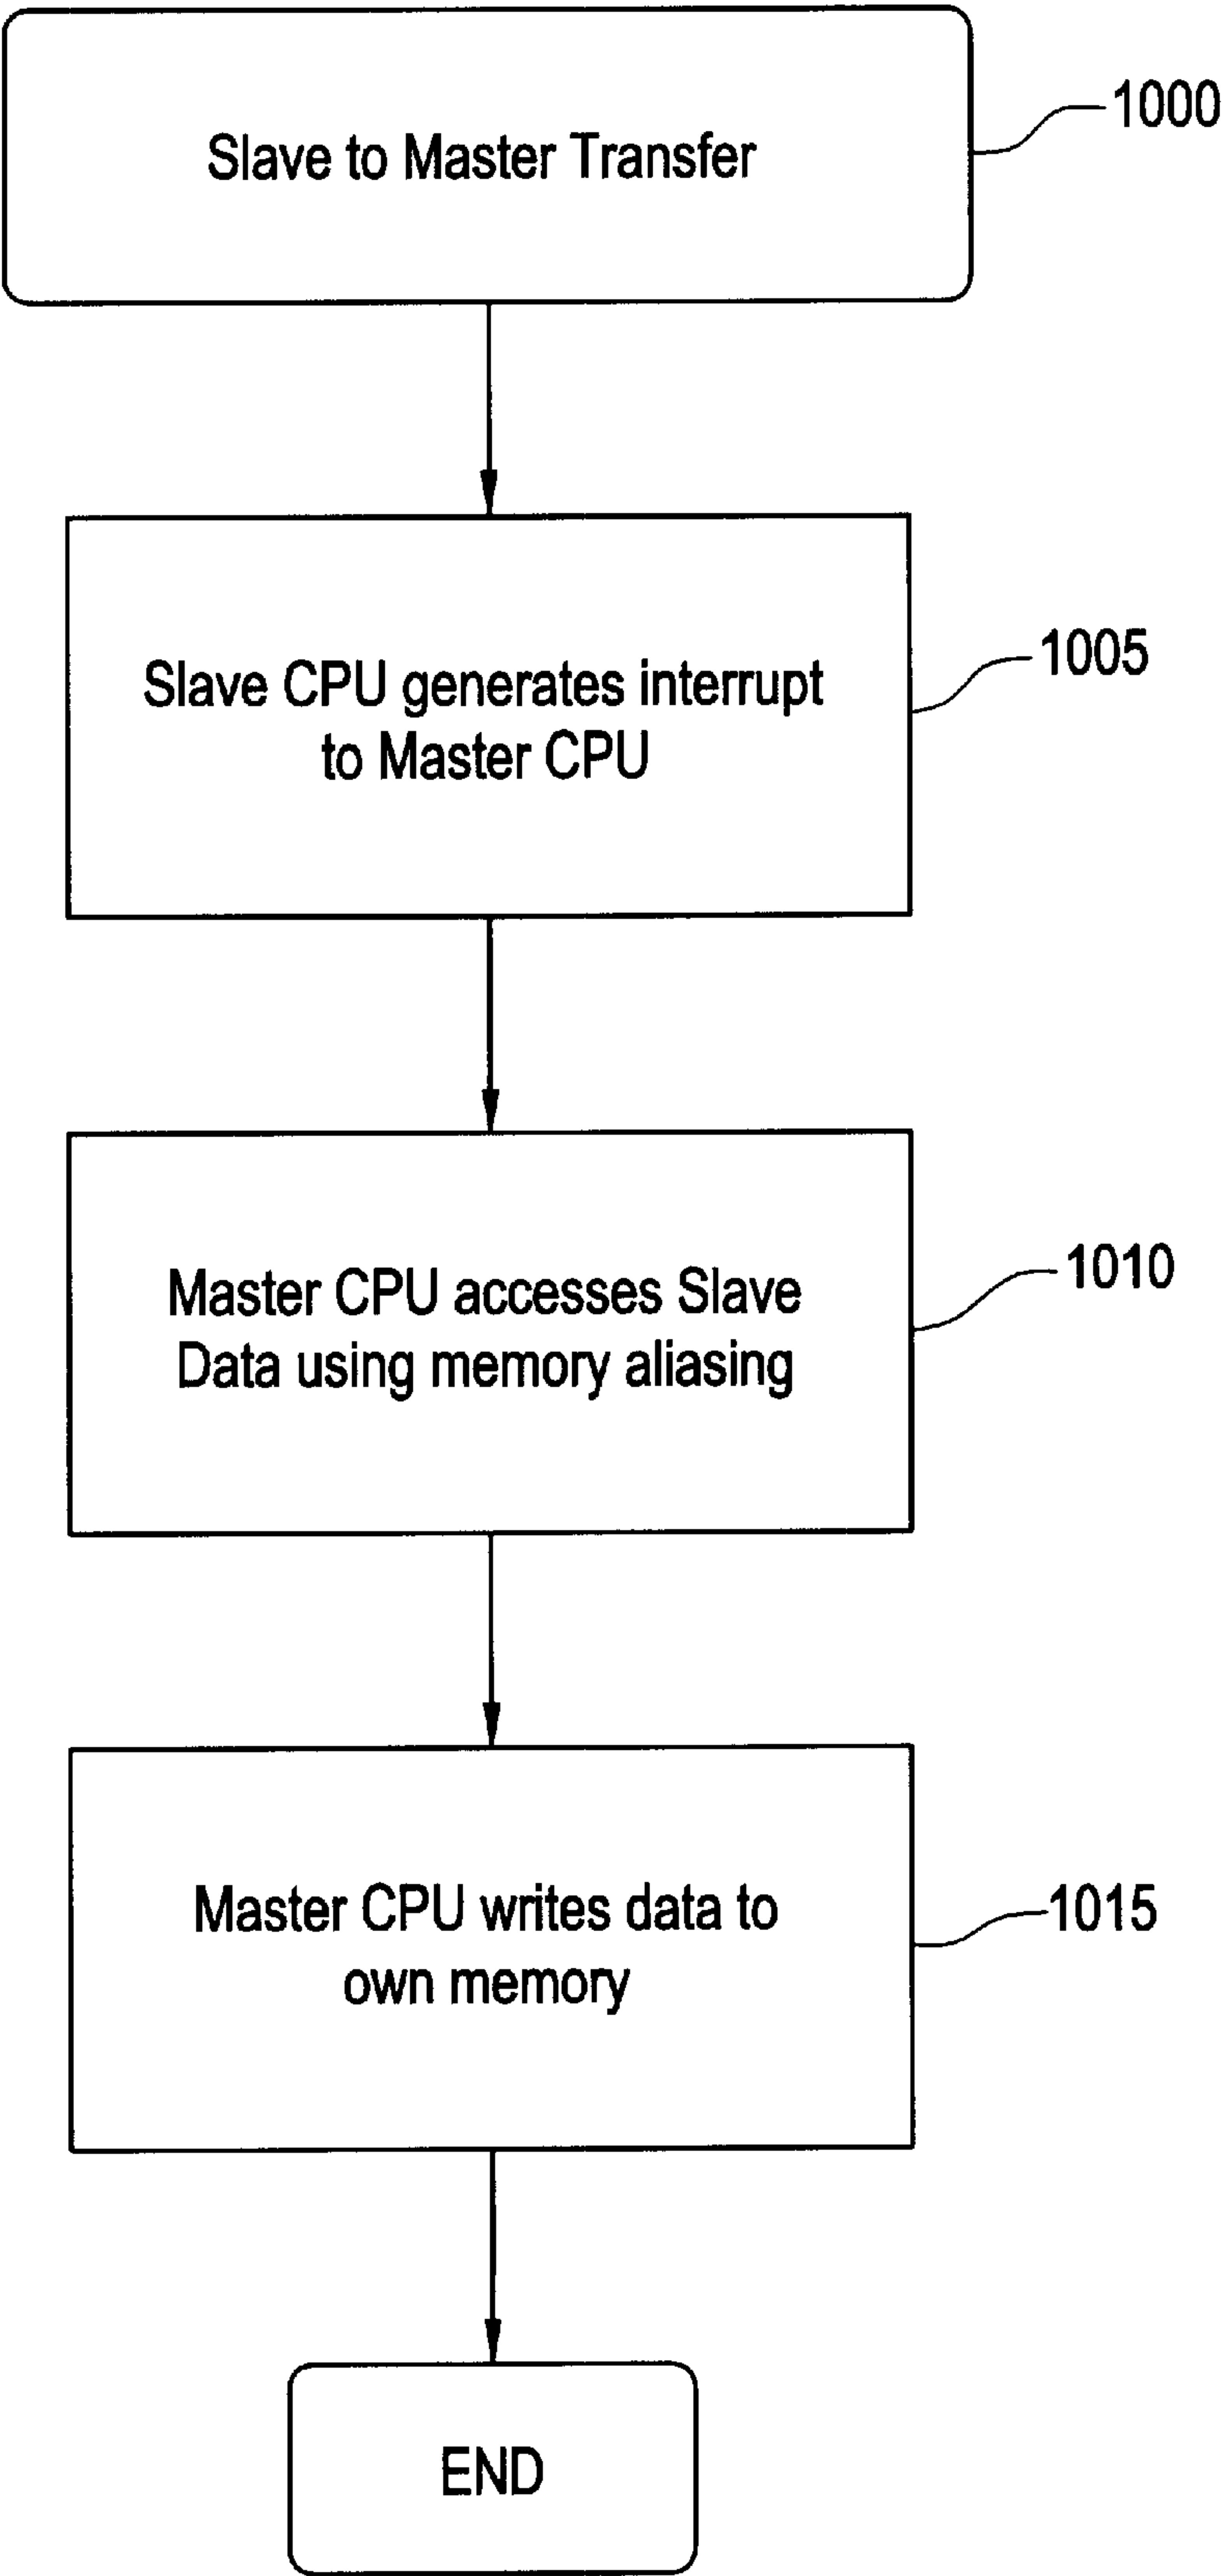 Slave to Master Transfer
1000
Slave CPU generates interrupt
to Master CPU
1005
Master CPU accesses Slave
Data using memory aliasing
1010
Master CPU writes data to
own memory
1015
END